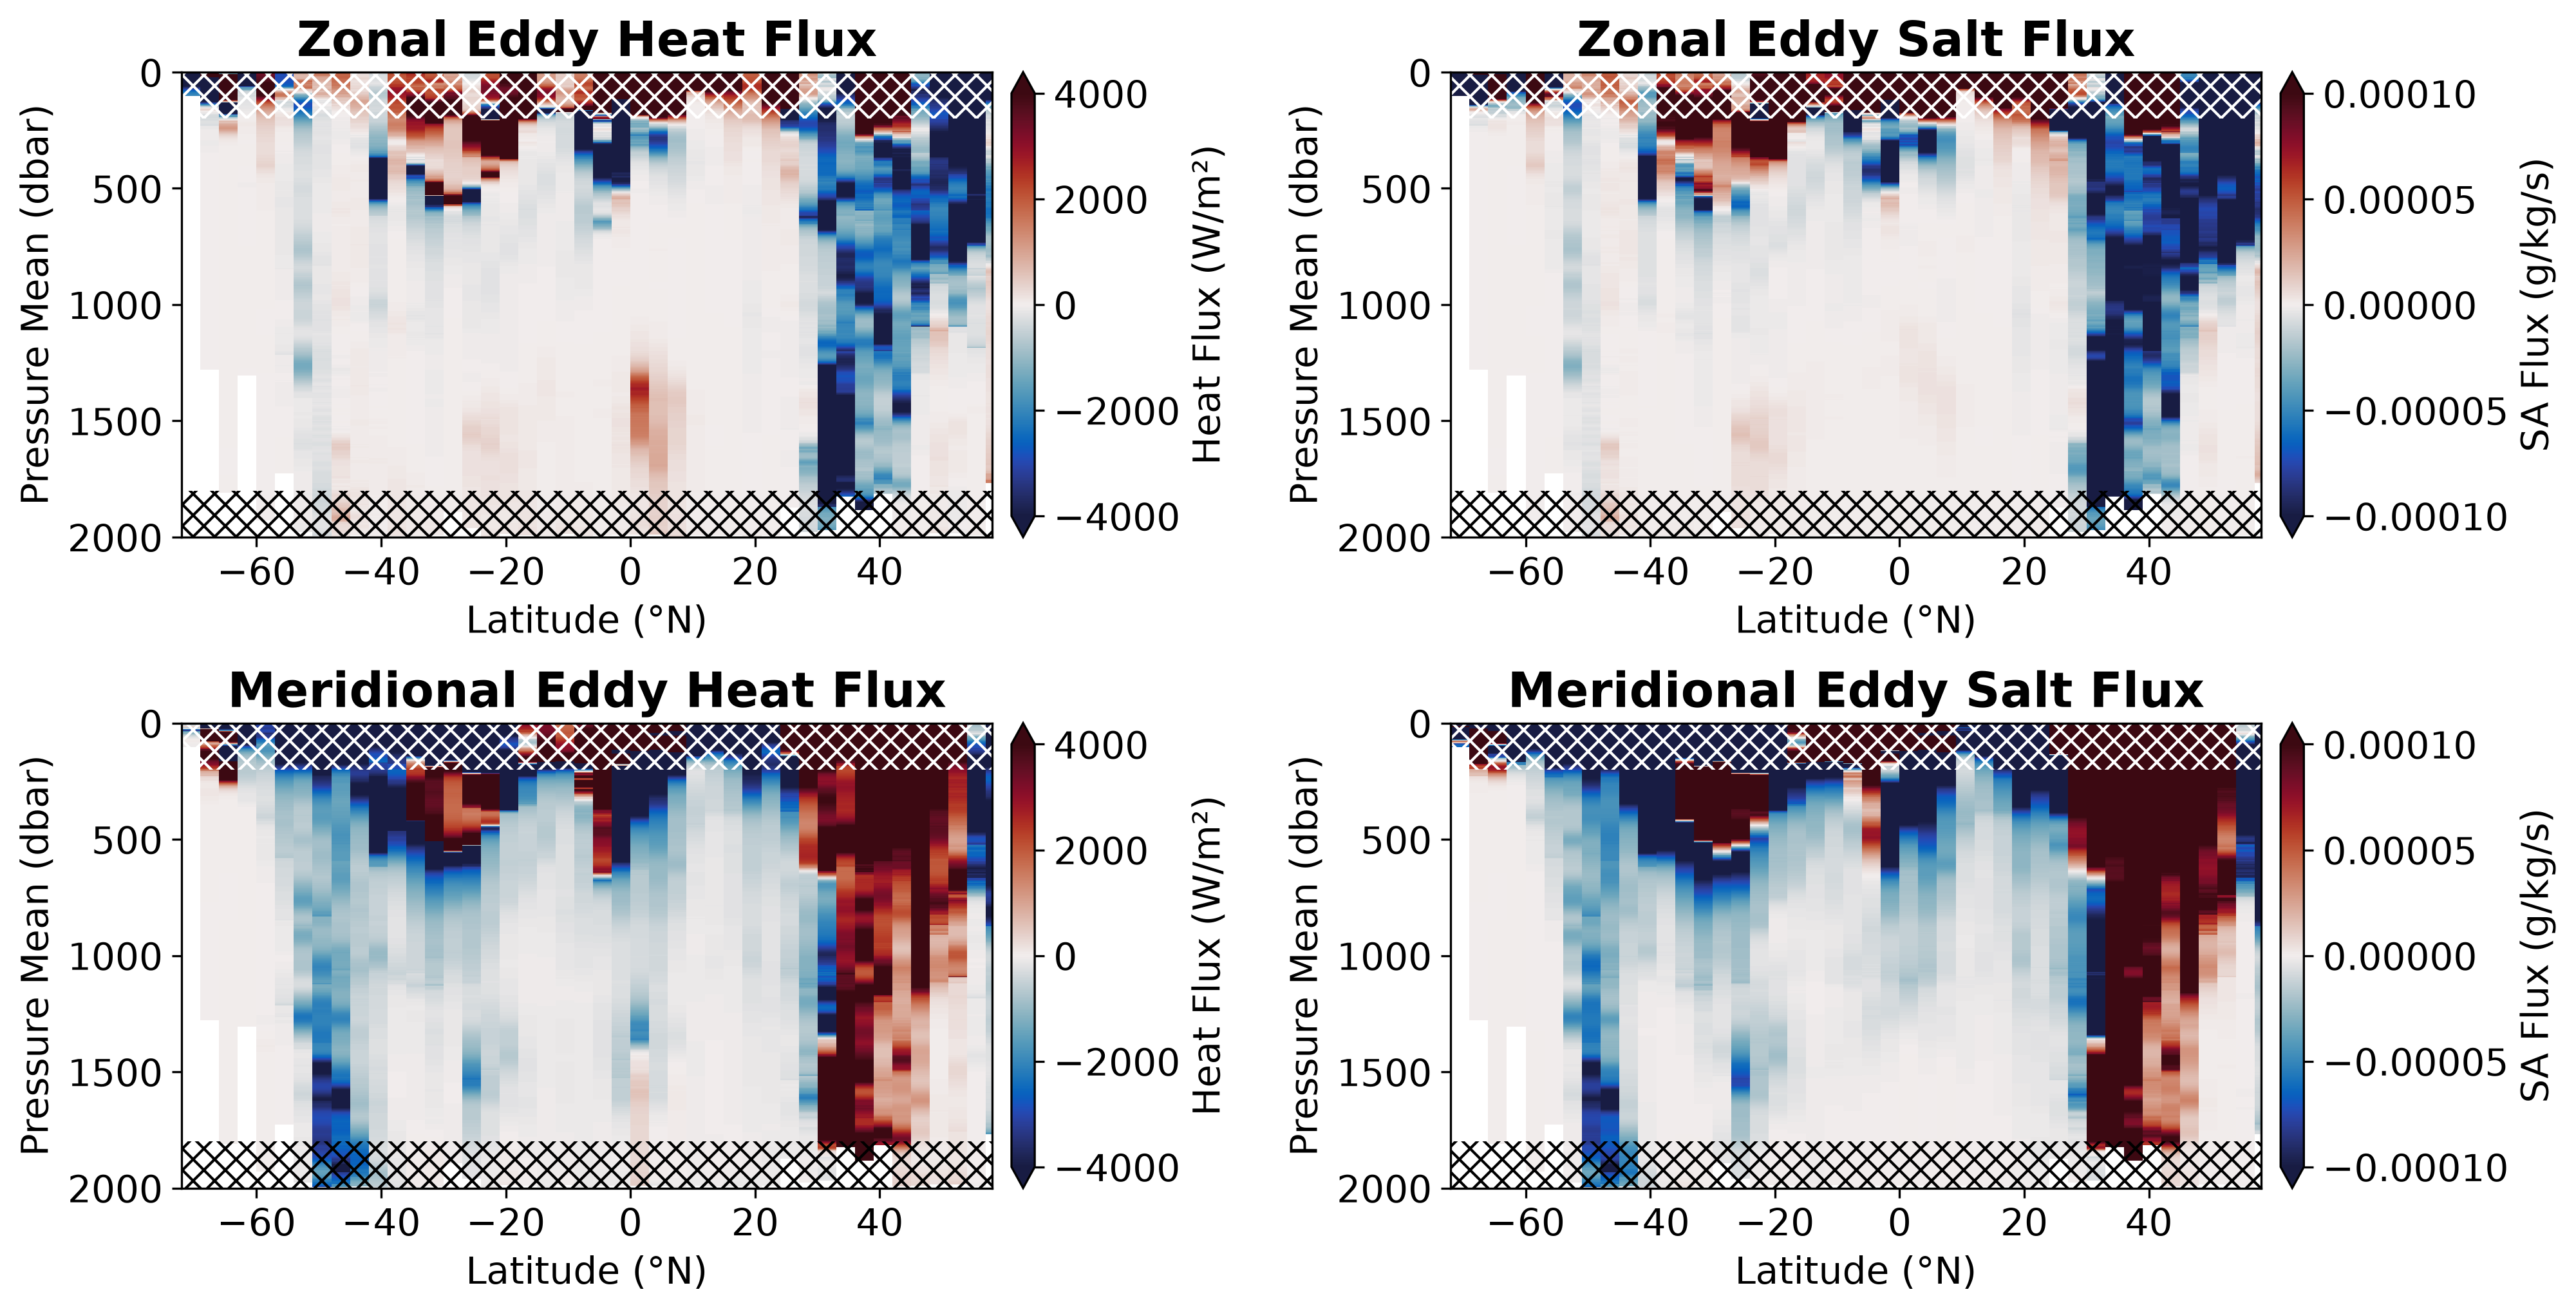 Zonal Eddy Heat Flux
0
500
1000
1500
2000
Pressure Mean (dbar)
−60 −40 −20 0 20 40
Latitude (°N)
4000
2000
0
−2000
−4000
Heat Flux (W/m²)
Zonal Eddy Salt Flux
0
500
1000
1500
2000
Pressure Mean (dbar)
−60 −40 −20 0 20 40
Latitude (°N)
0.00010
0.00005
0.00000
−0.00005
−0.00010
SA Flux (g/kg/s)
Meridional Eddy Heat Flux
0
500
1000
1500
2000
Pressure Mean (dbar)
−60 −40 −20 0 20 40
Latitude (°N)
4000
2000
0
−2000
−4000
Heat Flux (W/m²)
Meridional Eddy Salt Flux
0
500
1000
1500
2000
Pressure Mean (dbar)
−60 −40 −20 0 20 40
Latitude (°N)
0.00010
0.00005
0.00000
−0.00005
−0.00010
SA Flux (g/kg/s)